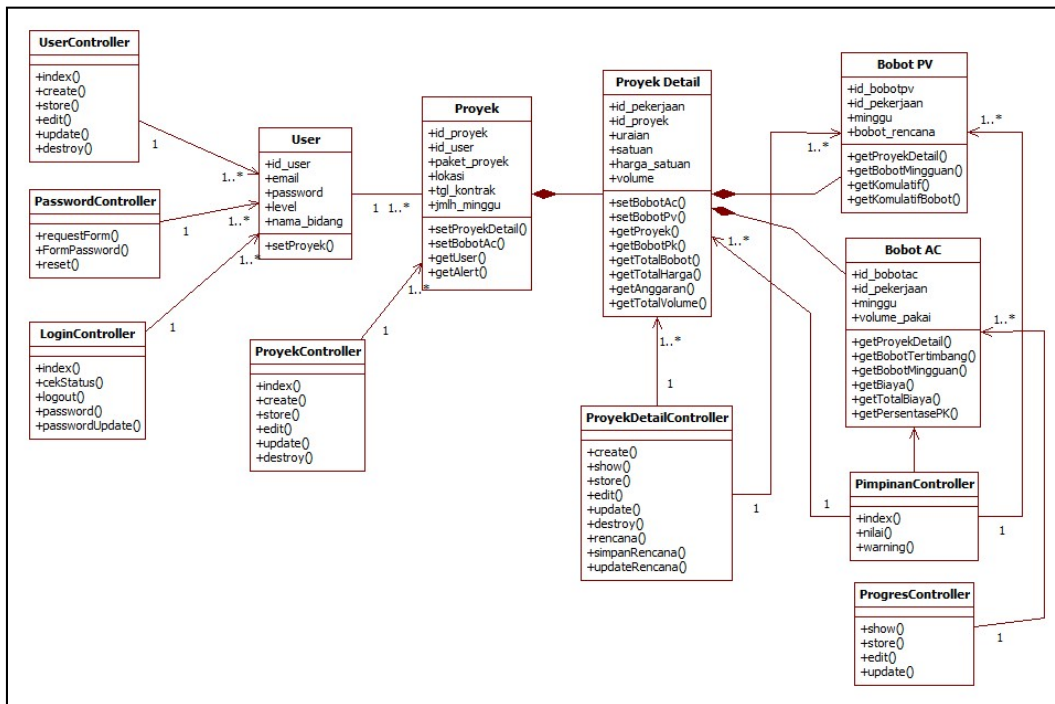 UserController
+index()
+create()
+store()
+edit()
+update()
+destroy()
1
1..*
PasswordController
+requestForm()
+FormPassword()
+reset()
1
1..*
LoginController
+index()
+cekStatus()
+logout()
+password()
+passwordUpdate()
1
1..*
User
+id_user
+email
+password
+level
+nama_bidang
+setProyek()
1
1..*
Proyek
+id_proyek
+id_user
+paket_proyek
+lokasi
+tgl_kontrak
+jmlh_minggu
+setProyekDetail()
+setBobotAc()
+getUser()
+getAlert()
1..*
1
ProyekController
+index()
+create()
+store()
+edit()
+update()
+destroy()
Proyek Detail
+id_pekerjaan
+id_proyek
+uraian
+satuan
+harga_satuan
+volume
+setBobotAc()
+setBobotPv()
+getProyek()
+getBobotPk()
+getTotalBobot()
+getTotalHarga()
+getAnggaran()
+getTotalVolume()
1..*
1..*
1
ProyekDetailController
+create()
+show()
+store()
+edit()
+update()
+destroy()
+rencana()
+simpanRencana()
+updateRencana()
1
Bobot PV
+id_bobotpv
+id_pekerjaan
+minggu
+bobot_rencana
+getProyekDetail()
+getBobotMingguan()
+getKomulatif()
+getKomulatifBobot()
1..*
1..*
Bobot AC
+id_bobotac
+id_pekerjaan
+minggu
+volume_pakai
+getProyekDetail()
+getBobotTertimbang()
+getBobotMingguan()
+getBiaya()
+getTotalBiaya()
+getPersentasePK()
1..*
PimpinanController
+index()
+nilai()
+warning()
1
1
ProgresController
+show()
+store()
+edit()
+update()
1